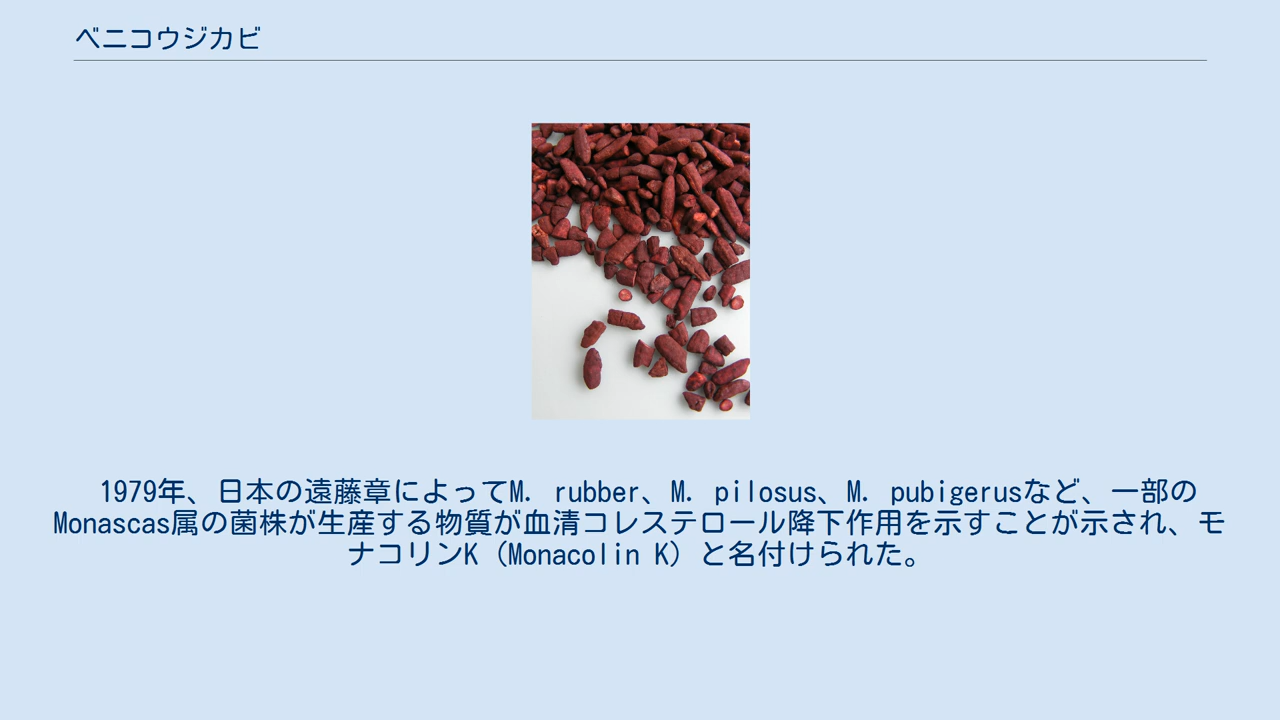 ベニコウジカビ
1979年、日本の遠藤章によってM. rubber、M. pilosus、M. pubigerusなど、一部の
Monascas属の菌株が生産する物質が血清コレステロール降下作用を示すことが示され、モ
ナコリンK（Monacolin K）と名付けられた。